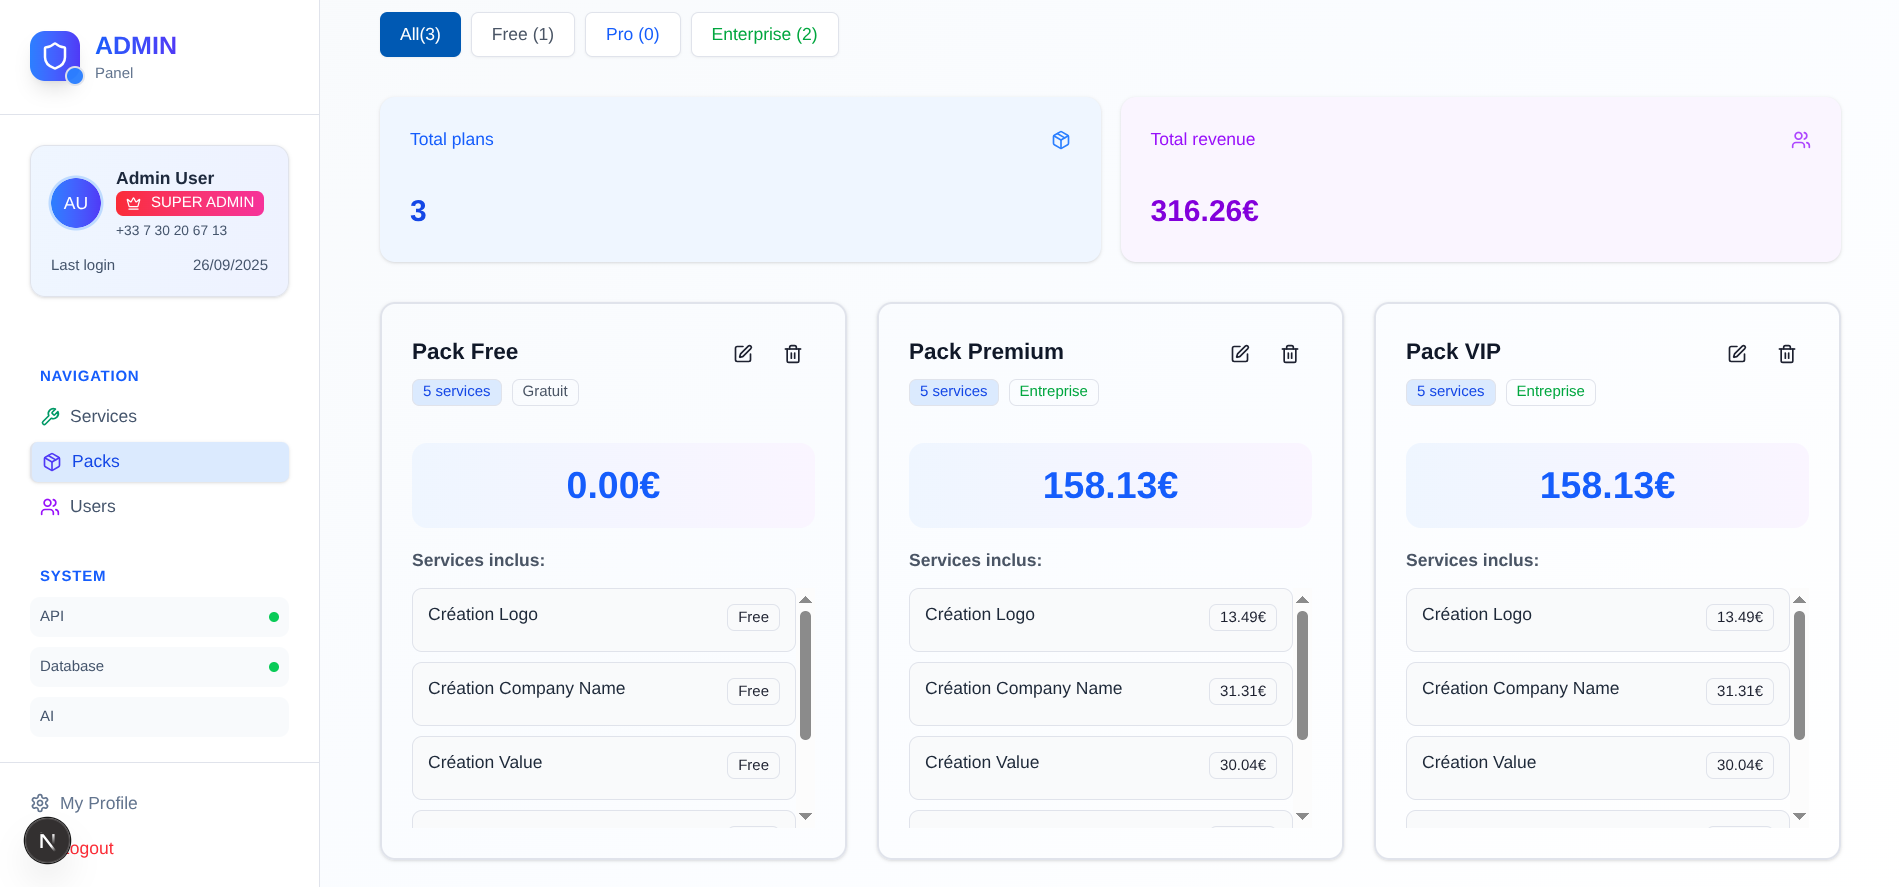 ADMIN
Panel
AU
Admin User
SUPER ADMIN
+33 7 30 20 67 13
Last login 26/09/2025
NAVIGATION
Services
Packs
Users
SYSTEM
API
Database
AI
My Profile
N
ogout
All(3) Free (1) Pro (0) Enterprise (2)
Total plans
3
Total revenue
316.26€
Pack Free
5 services Gratuit
0.00€
Services inclus:
Création Logo Free
Création Company Name Free
Création Value Free
Pack Premium
5 services Entreprise
158.13€
Services inclus:
Création Logo 13.49€
Création Company Name 31.31€
Création Value 30.04€
Pack VIP
5 services Entreprise
158.13€
Services inclus:
Création Logo 13.49€
Création Company Name 31.31€
Création Value 30.04€